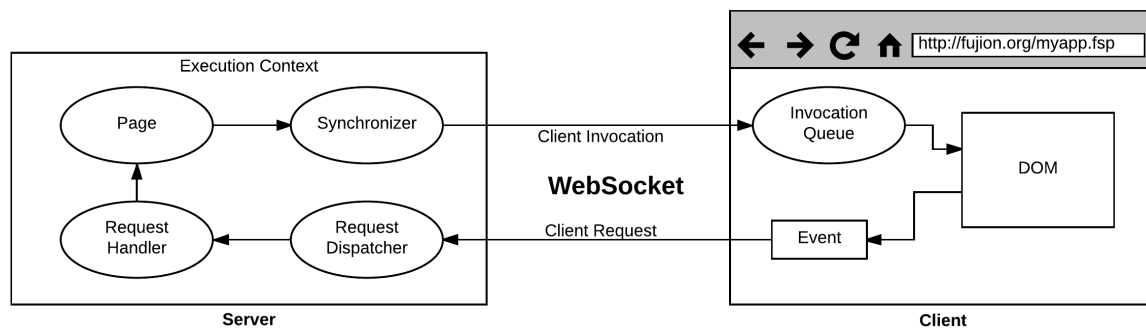 http://fujion.org/myapp.fsp
Execution Context
Page
Synchronizer
Client Invocation
Invocation
Queue
DOM
WebSocket
Request
Handler
Request
Dispatcher
Client Request
Event
Server
Client